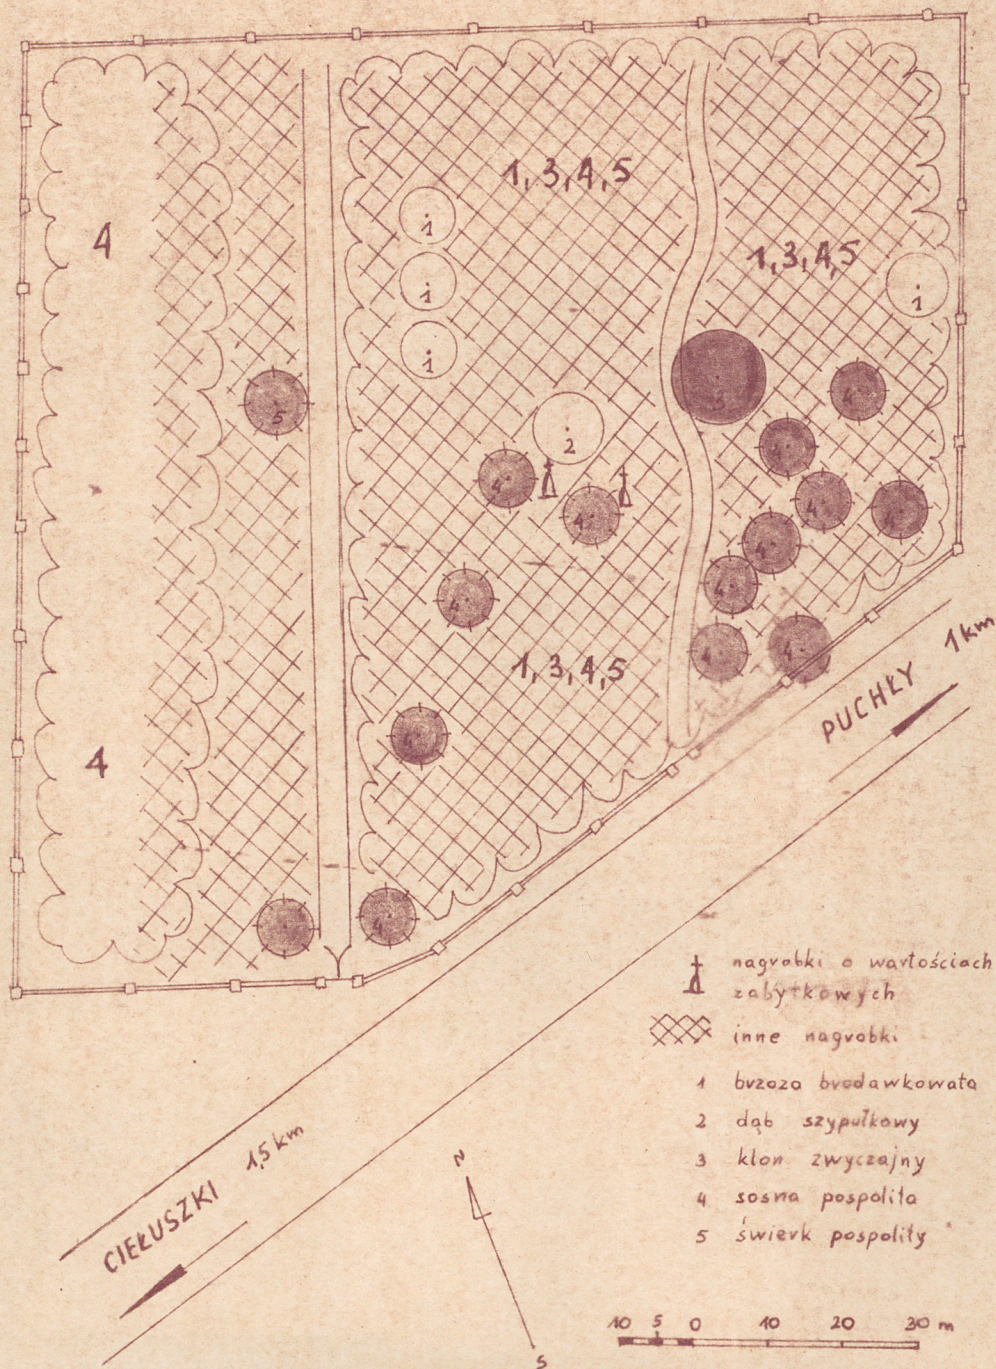 4
1,3,4,5
1
1,3,4,5
1
1
1
5
3
4
2
4
4
4
4
4
4
4
4
4
4
4
1,3,4,5
4
4
4
PUCHŁY 1 km
nagrobki o wartościach
zabytkowych
inne nagrobki
1 brzoza brodawkowata
2 dąb szypułkowy
3 klon zwyczajny
4 sosna pospolita
5 świerk pospolity
CIEŁUSZKI 1,5 km
N
S
10 5 0 10 20 30 m